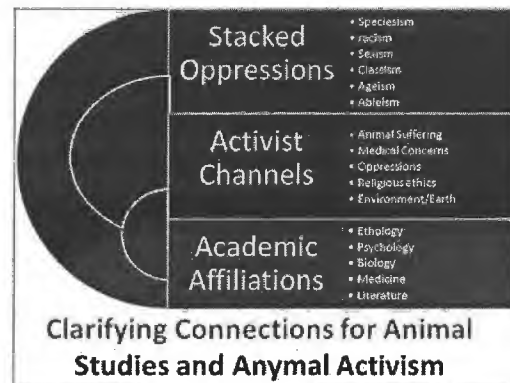 Stacked
Oppressions
• Speciesism
• racism
• Sexism
• Classism
• Ageism
• Ableism
Activist
Channels
• Animal Suffering
• Medical Concerns
• Oppressions
• Religious ethics
• Environment/Earth
Academic
Affiliations
• Ethology
• Psychology
• Biology
• Medicine
• Literature
Clarifying Connections for Animal
Studies and Anymal Activism